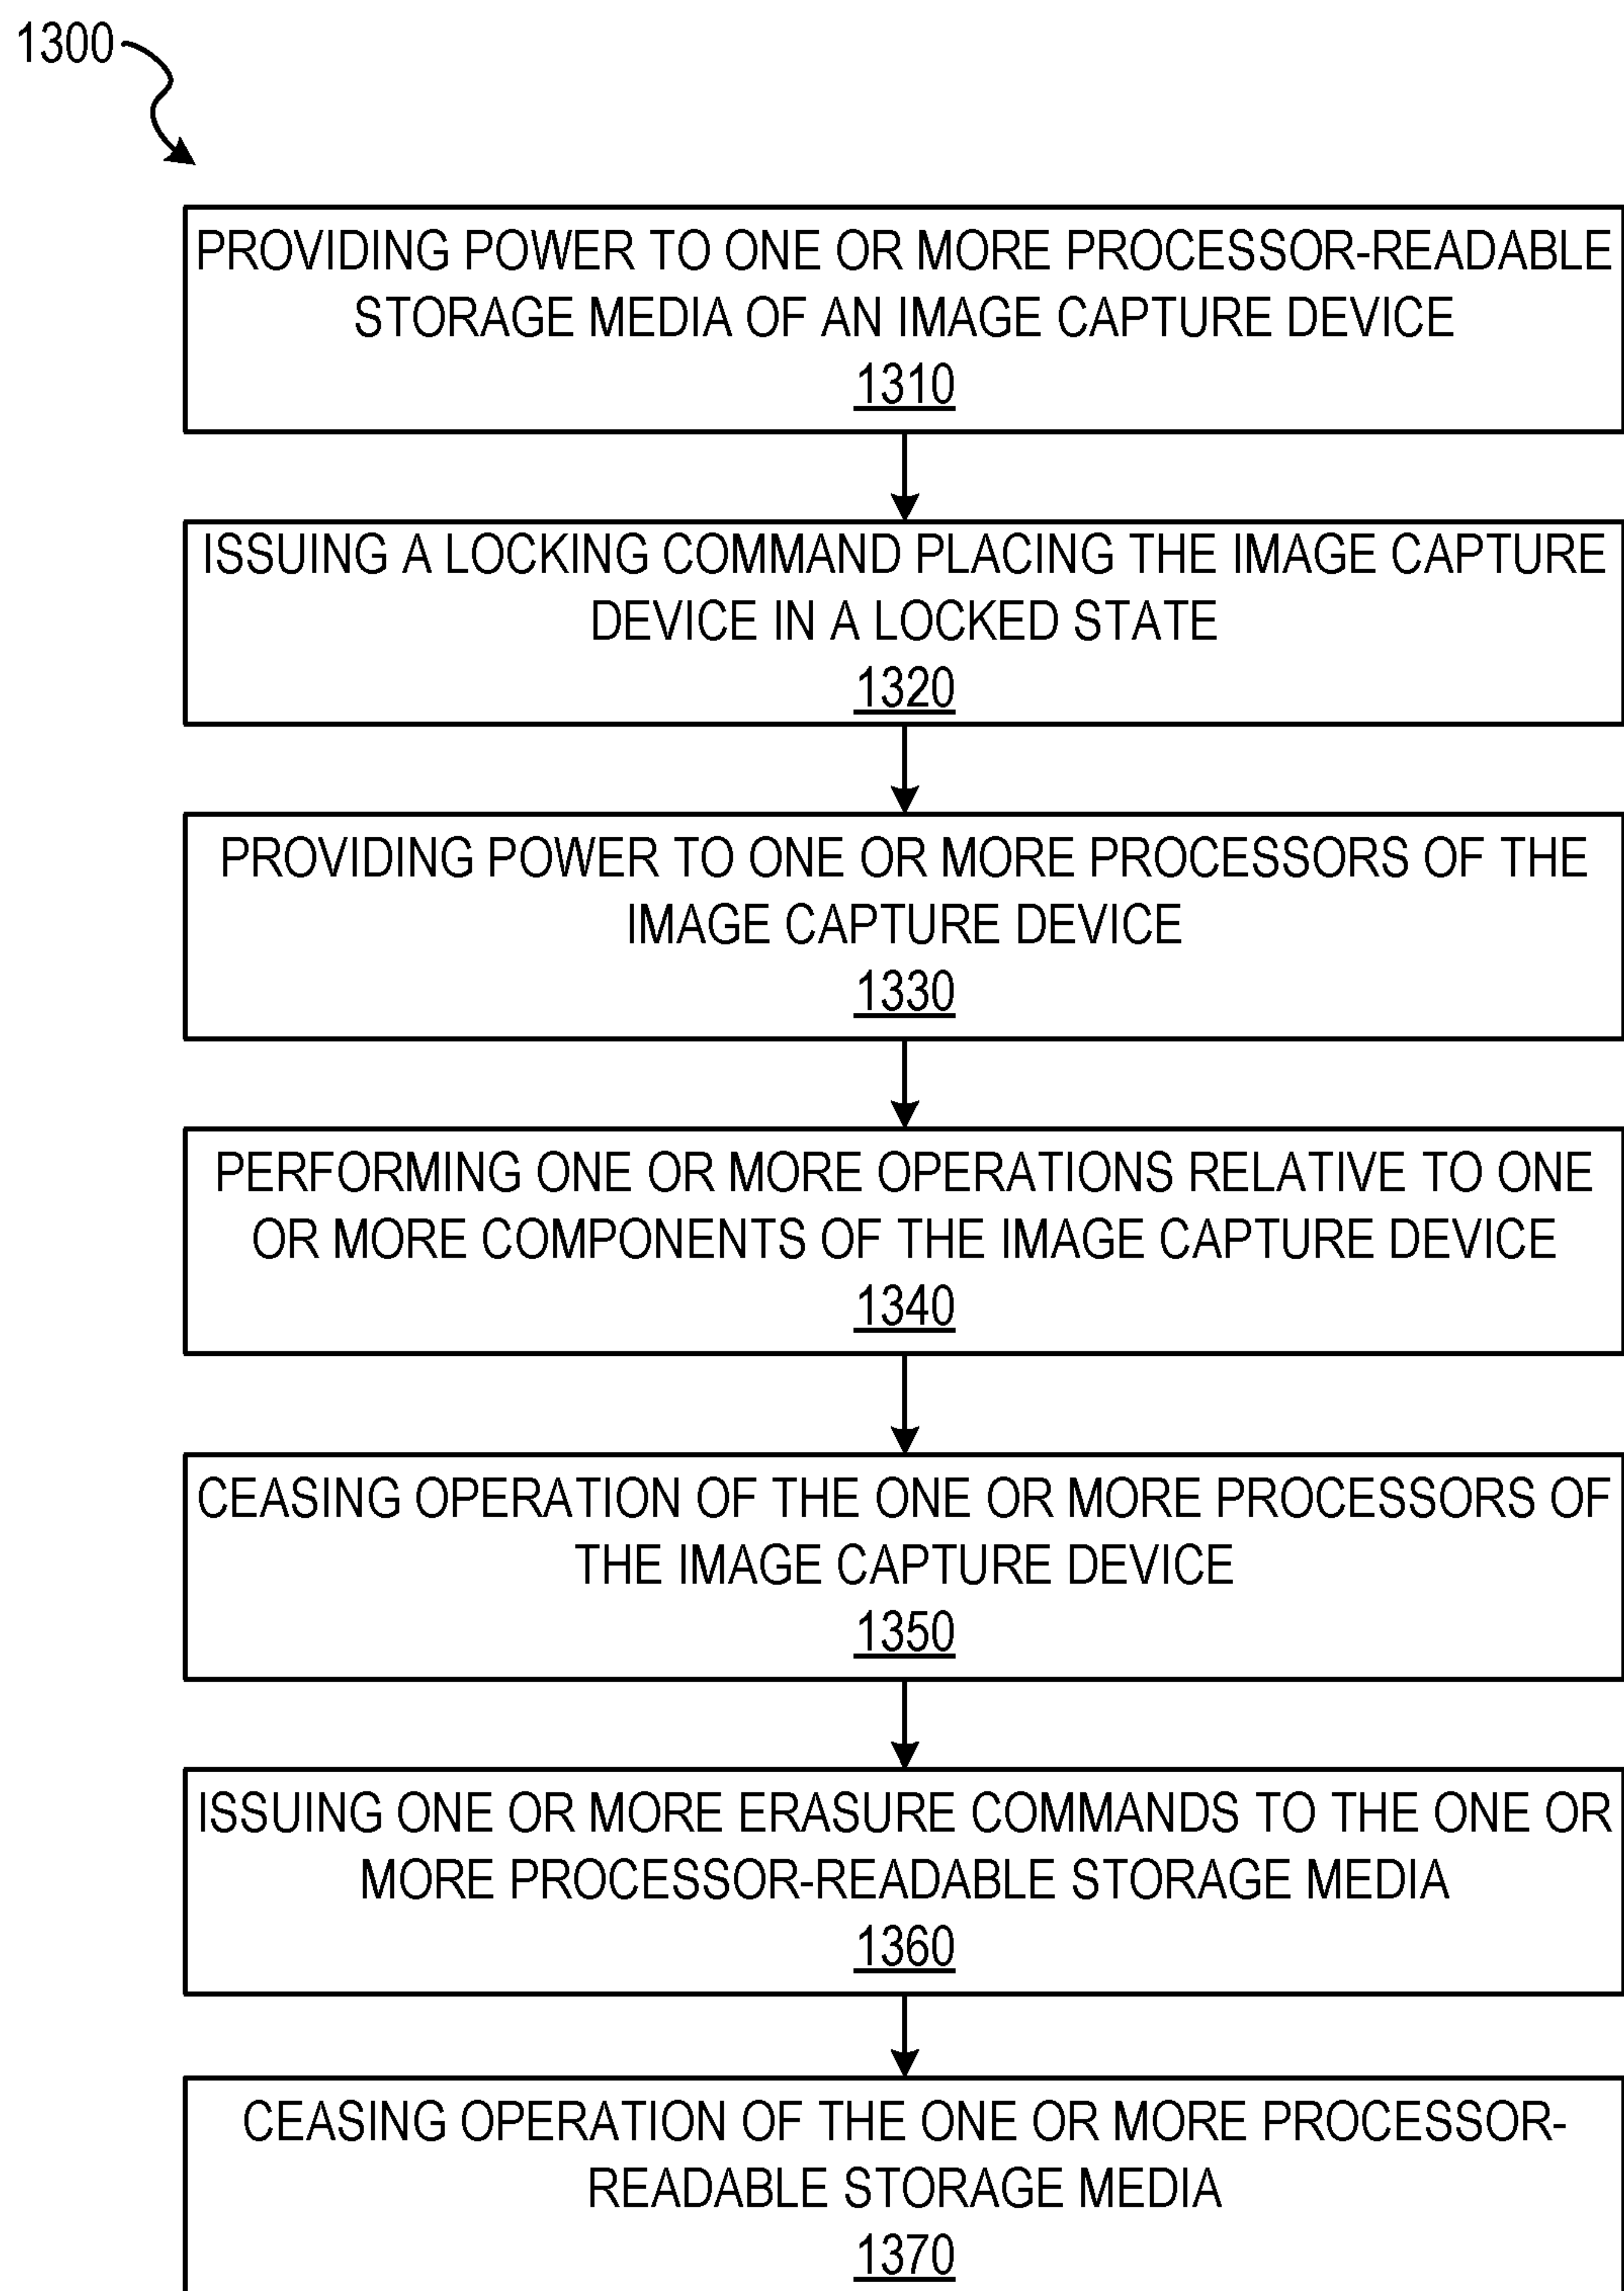 1300
PROVIDING POWER TO ONE OR MORE PROCESSOR-READABLE
STORAGE MEDIA OF AN IMAGE CAPTURE DEVICE
1310
ISSUING A LOCKING COMMAND PLACING THE IMAGE CAPTURE
DEVICE IN A LOCKED STATE
1320
PROVIDING POWER TO ONE OR MORE PROCESSORS OF THE
IMAGE CAPTURE DEVICE
1330
PERFORMING ONE OR MORE OPERATIONS RELATIVE TO ONE
OR MORE COMPONENTS OF THE IMAGE CAPTURE DEVICE
1340
CEASING OPERATION OF THE ONE OR MORE PROCESSORS OF
THE IMAGE CAPTURE DEVICE
1350
ISSUING ONE OR MORE ERASURE COMMANDS TO THE ONE OR
MORE PROCESSOR-READABLE STORAGE MEDIA
1360
CEASING OPERATION OF THE ONE OR MORE PROCESSOR-
READABLE STORAGE MEDIA
1370